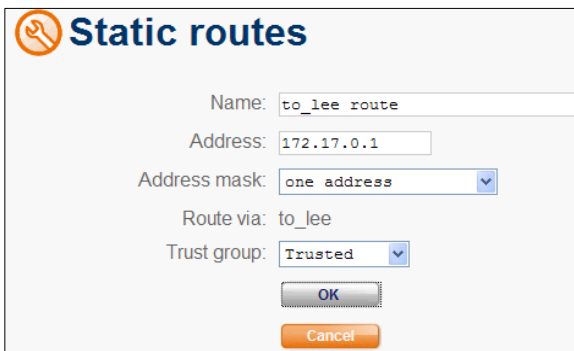 Static routes
Name: to_lee route
Address: 172.17.0.1
Address mask: one address
Route via: to_lee
Trust group: Trusted
OK
Cancel